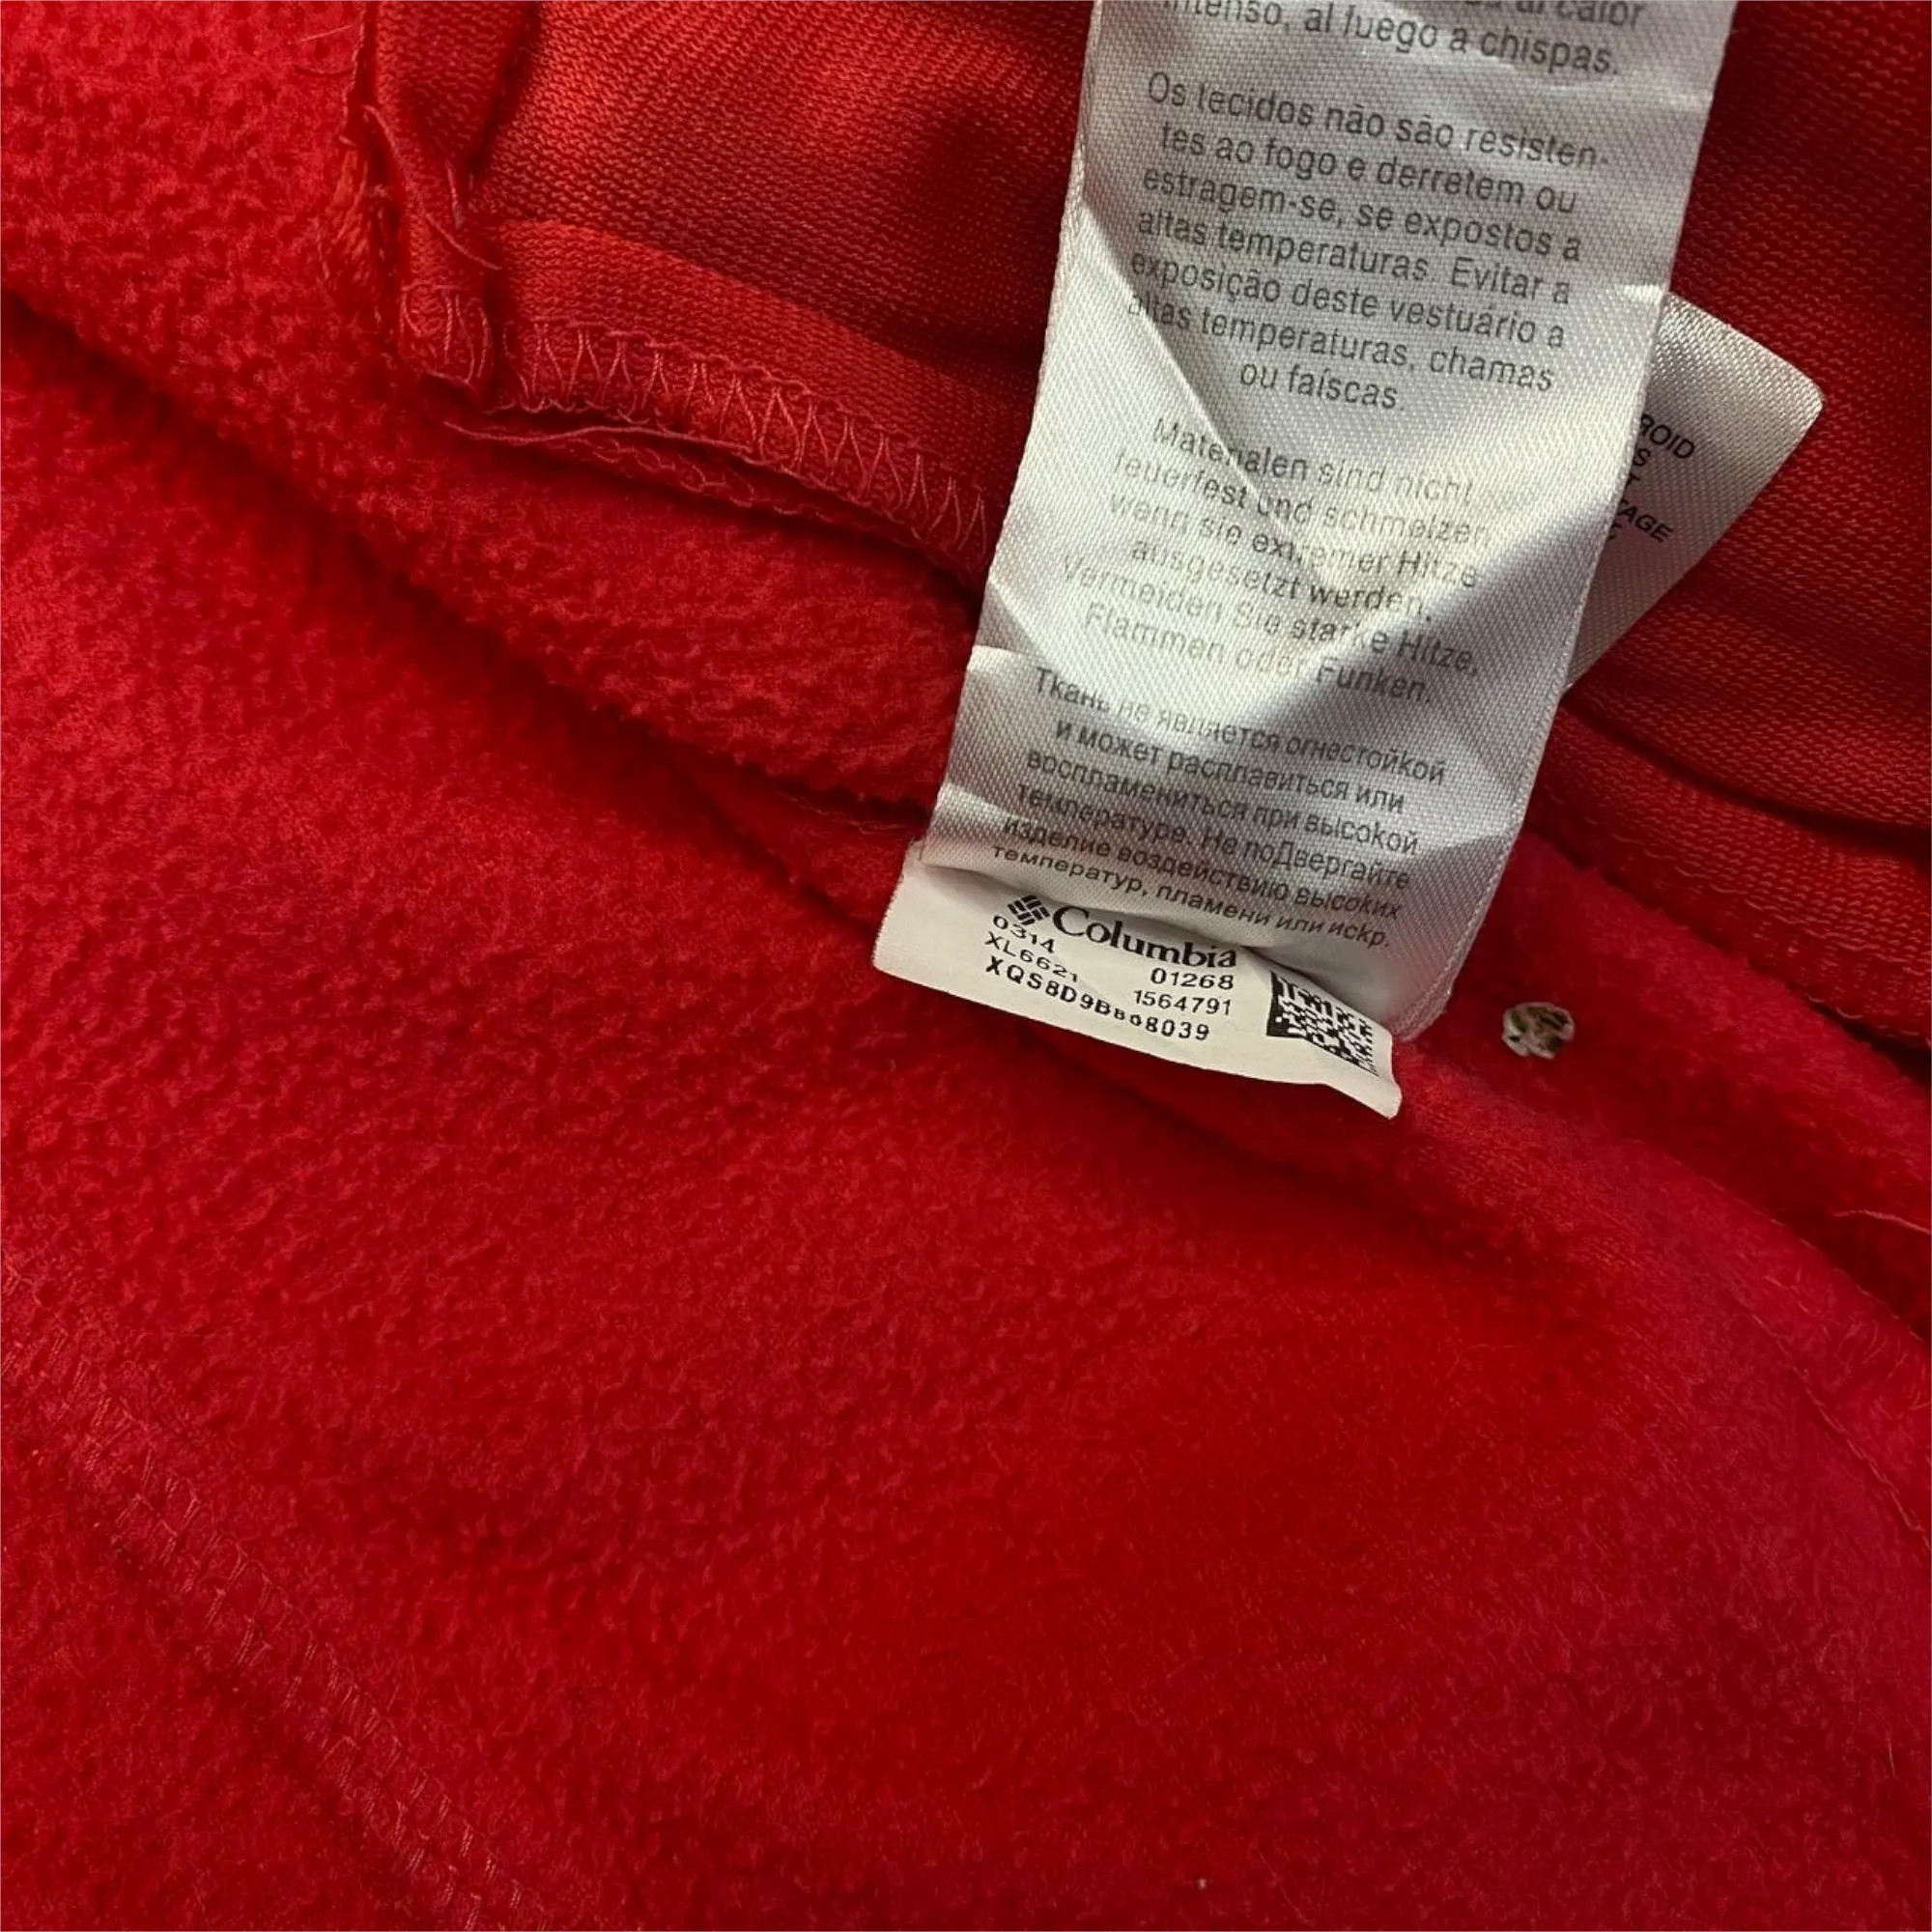 intenso, al fuego a chispas.
Os tecidos não são resisten-
tes ao fogo e derretem ou
estragem-se, se expostos a
altas temperaturas. Evitar a
exposição deste vestuário a
altas temperaturas, chamas
ou faíscas.
Materialen sind nicht
feuerfest und schmelzen
wenn sie extremer Hitze
ausgesetzt werden.
Vermeiden Sie starke Hitze,
Flammen oder Funken.
Ткань не является огнестойкой
и может расплавиться или
воспламениться при высокой
температуре. Не поДвергайте
изделие воздействию высоких
температур, пламени или искр.
Columbia
0314 01268
XL6621 1564791
XQS8D9B808039
ROID
S
T
TAGE